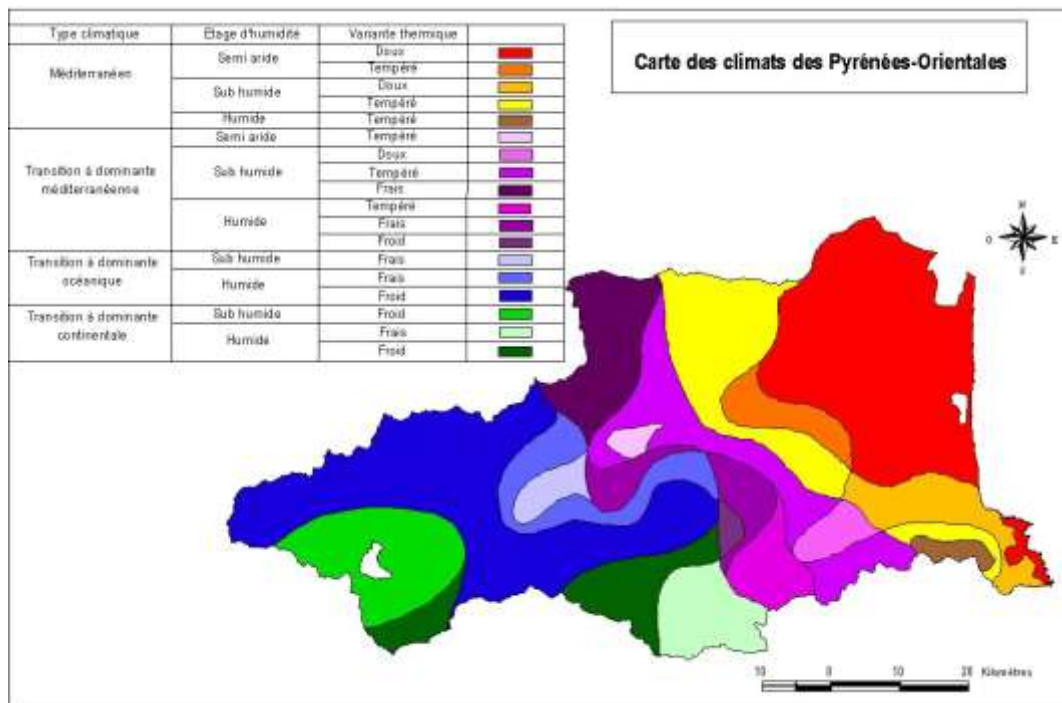 Type climatique Etage d'humidité Variante thermique
Méditerranéen Semi aride Doux
Tempéré
Sub humide Doux
Tempéré
Humide Tempéré
Transition à dominante méditerranéenne Semi aride Tempéré
Sub humide Doux
Tempéré
Frais
Humide Tempéré
Frais
Froid
Transition à dominante océanique Sub humide Frais
Humide Frais
Froid
Transition à dominante continentale Sub humide Froid
Humide Frais
Froid
Carte des climats des Pyrénées-Orientales
N
O E
S
10 0 10 20 Kilomètres